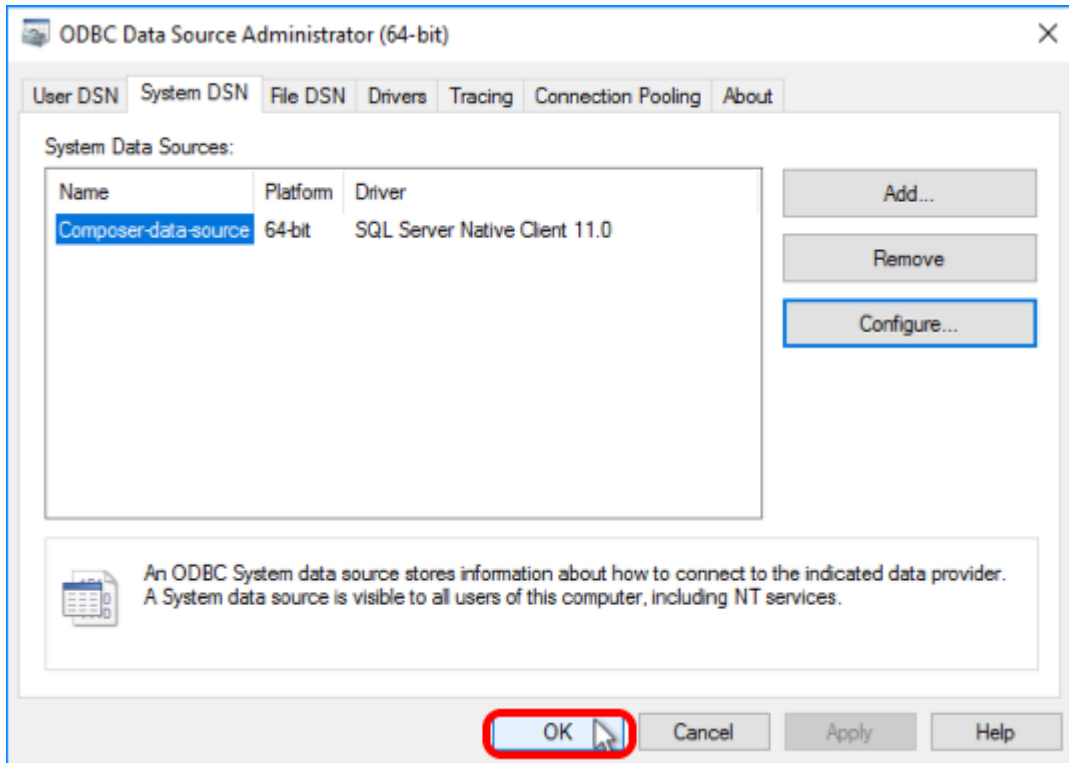 ODBC Data Source Administrator (64-bit)
User DSN System DSN File DSN Drivers Tracing Connection Pooling About
System Data Sources:
Name Platform Driver
Composer-data-source 64-bit SQL Server Native Client 11.0
Add...
Remove
Configure...
An ODBC System data source stores information about how to connect to the indicated data provider.
A System data source is visible to all users of this computer, including NT services.
OK Cancel Apply Help